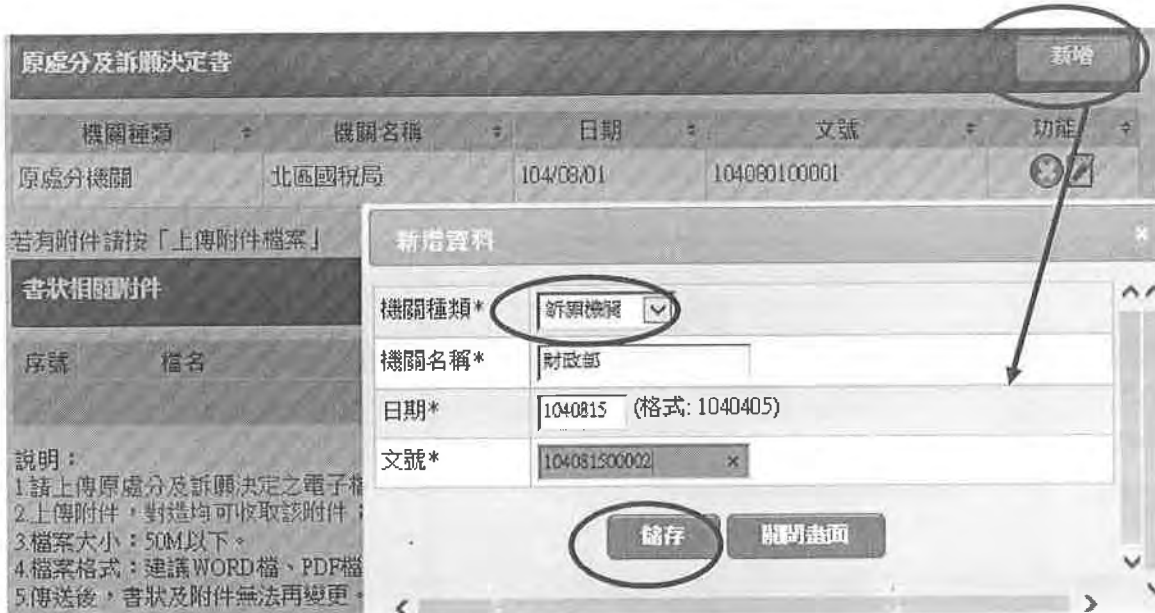 原處分及訴願決定書
新增
機關種類 機關名稱 日期 文號 功能
原處分機關 北區國稅局 104/08/01 104080100001
若有附件請按「上傳附件檔案」
書狀相關附件
序號 檔名
說明：
1.請上傳原處分及訴願決定之電子檔
2.上傳附件，對造均可收取該附件；
3.檔案大小：50M以下。
4.檔案格式：建議WORD檔、PDF檔
5.傳送後，書狀及附件無法再變更。
新增資料 ×
機關種類* 訴願機關
機關名稱* 財政部
日期* 1040815 (格式: 1040405)
文號* 104081500002 ×
儲存 關閉畫面